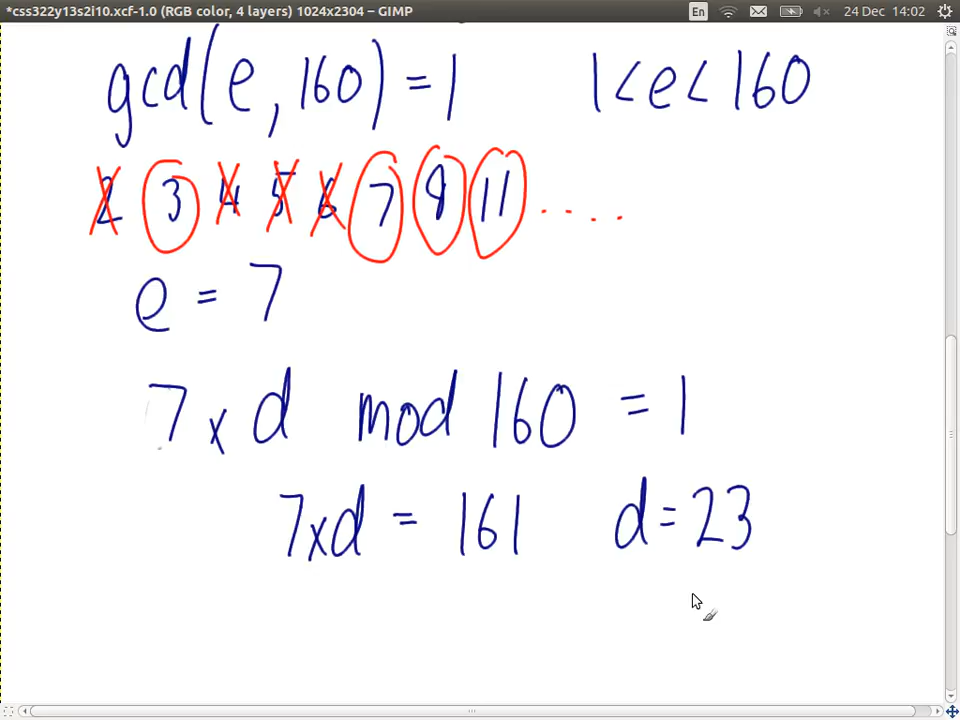 *css322y13s2i10.xcf-1.0 (RGB color, 4 layers) 1024x2304 – GIMP En 24 Dec 14:02
gcd(e, 160) = 1 1 < e < 160
2 3 4 5 6 7 9 11 ....
e = 7
7 x d mod 160 = 1
7xd = 161 d = 23